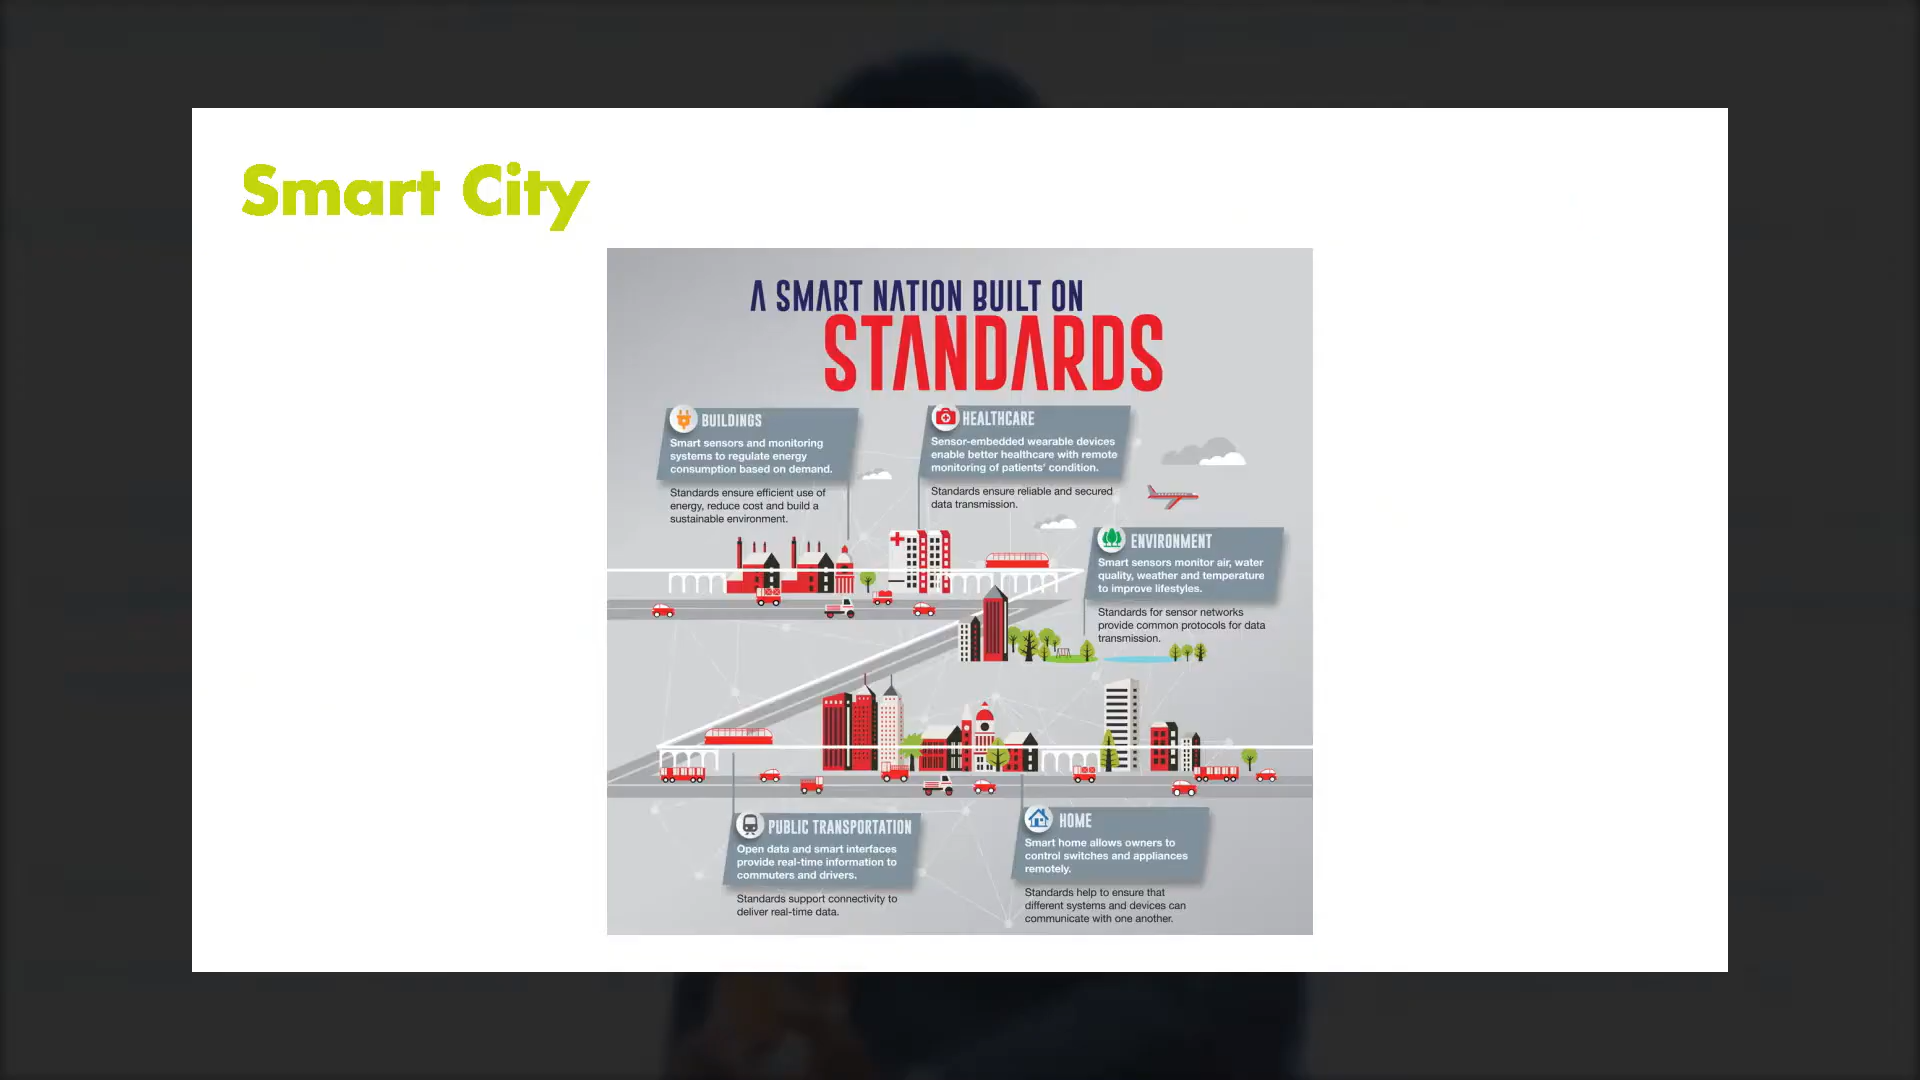 Smart City
A SMART NATION BUILT ON
STANDARDS
BUILDINGS
Smart sensors and monitoring
systems to regulate energy
consumption based on demand.
Standards ensure efficient use of
energy, reduce cost and build a
sustainable environment.
HEALTHCARE
Sensor-embedded wearable devices
enable better healthcare with remote
monitoring of patients' condition.
Standards ensure reliable and secured
data transmission.
ENVIRONMENT
Smart sensors monitor air, water
quality, weather and temperature
to improve lifestyles.
Standards for sensor networks
provide common protocols for data
transmission.
PUBLIC TRANSPORTATION
Open data and smart interfaces
provide real-time information to
commuters and drivers.
Standards support connectivity to
deliver real-time data.
HOME
Smart home allows owners to
control switches and appliances
remotely.
Standards help to ensure that
different systems and devices can
communicate with one another.